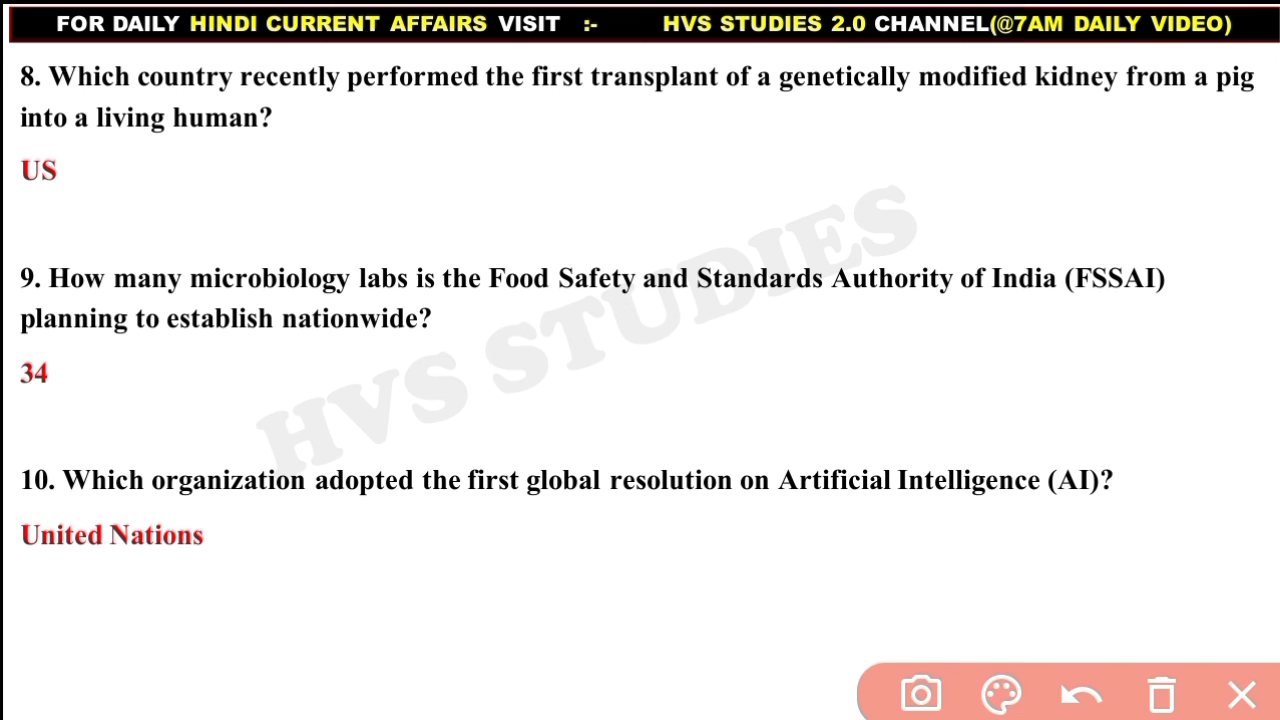 FOR DAILY HINDI CURRENT AFFAIRS VISIT :- HVS STUDIES 2.0 CHANNEL(@7AM DAILY VIDEO)
8. Which country recently performed the first transplant of a genetically modified kidney from a pig
into a living human?
US
9. How many microbiology labs is the Food Safety and Standards Authority of India (FSSAI)
planning to establish nationwide?
34
HVS STUDIES
10. Which organization adopted the first global resolution on Artificial Intelligence (AI)?
United Nations